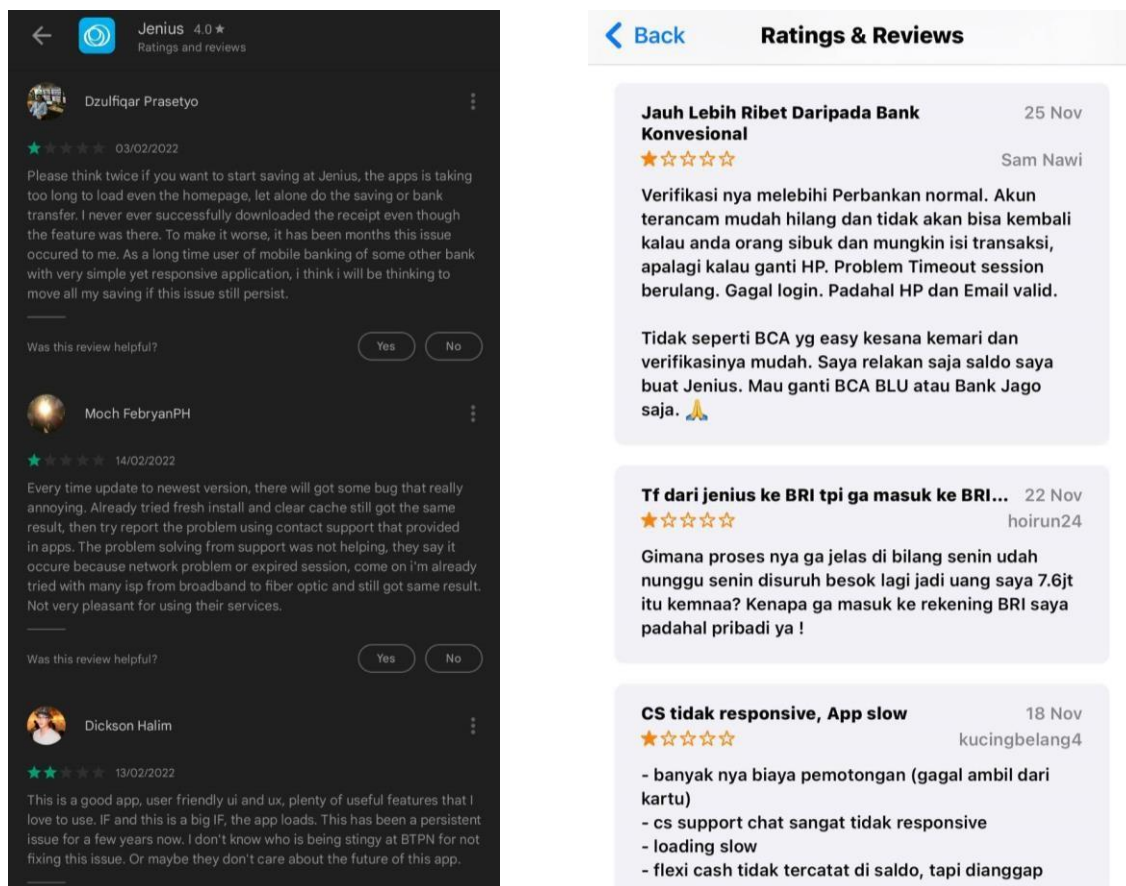 Jenius 4.0 ★
Ratings and reviews
Dzulfiqar Prasetyo
03/02/2022
Please think twice if you want to start saving at Jenius, the apps is taking
too long to load even the homepage, let alone do the saving or bank
transfer. I never ever successfully downloaded the receipt even though
the feature was there. To make it worse, it has been months this issue
occured to me. As a long time user of mobile banking of some other bank
with very simple yet responsive application, i think i will be thinking to
move all my saving if this issue still persist.
Was this review helpful?
Yes
No
Moch FebryanPH
14/02/2022
Every time update to newest version, there will got some bug that really
annoying. Already tried fresh install and clear cache still got the same
result, then try report the problem using contact support that provided
in apps. The problem solving from support was not helping, they say it
occure because network problem or expired session, come on i'm already
tried with many isp from broadband to fiber optic and still got same result.
Not very pleasant for using their services.
Was this review helpful?
Yes
No
Dickson Halim
13/02/2022
This is a good app, user friendly ui and ux, plenty of useful features that I
love to use. IF and this is a big IF, the app loads. This has been a persistent
issue for a few years now. I don't know who is being stingy at BTPN for not
fixing this issue. Or maybe they don't care about the future of this app.
Back
Ratings & Reviews
Jauh Lebih Ribet Daripada Bank
Konvesional
25 Nov
Sam Nawi
Verifikasi nya melebihi Perbankan normal. Akun
terancam mudah hilang dan tidak akan bisa kembali
kalau anda orang sibuk dan mungkin isi transaksi,
apalagi kalau ganti HP. Problem Timeout session
berulang. Gagal login. Padahal HP dan Email valid.
Tidak seperti BCA yg easy kesana kemari dan
verifikasinya mudah. Saya relakan saja saldo saya
buat Jenius. Mau ganti BCA BLU atau Bank Jago
saja. 🙏
Tf dari jenius ke BRI tpi ga masuk ke BRI...
22 Nov
hoirun24
Gimana proses nya ga jelas di bilang senin udah
nunggu senin disuruh besok lagi jadi uang saya 7.6jt
itu kemnaa? Kenapa ga masuk ke rekening BRI saya
padahal pribadi ya !
CS tidak responsive, App slow
18 Nov
kucingbelang4
- banyak nya biaya pemotongan (gagal ambil dari
kartu)
- cs support chat sangat tidak responsive
- loading slow
- flexi cash tidak tercatat di saldo, tapi dianggap